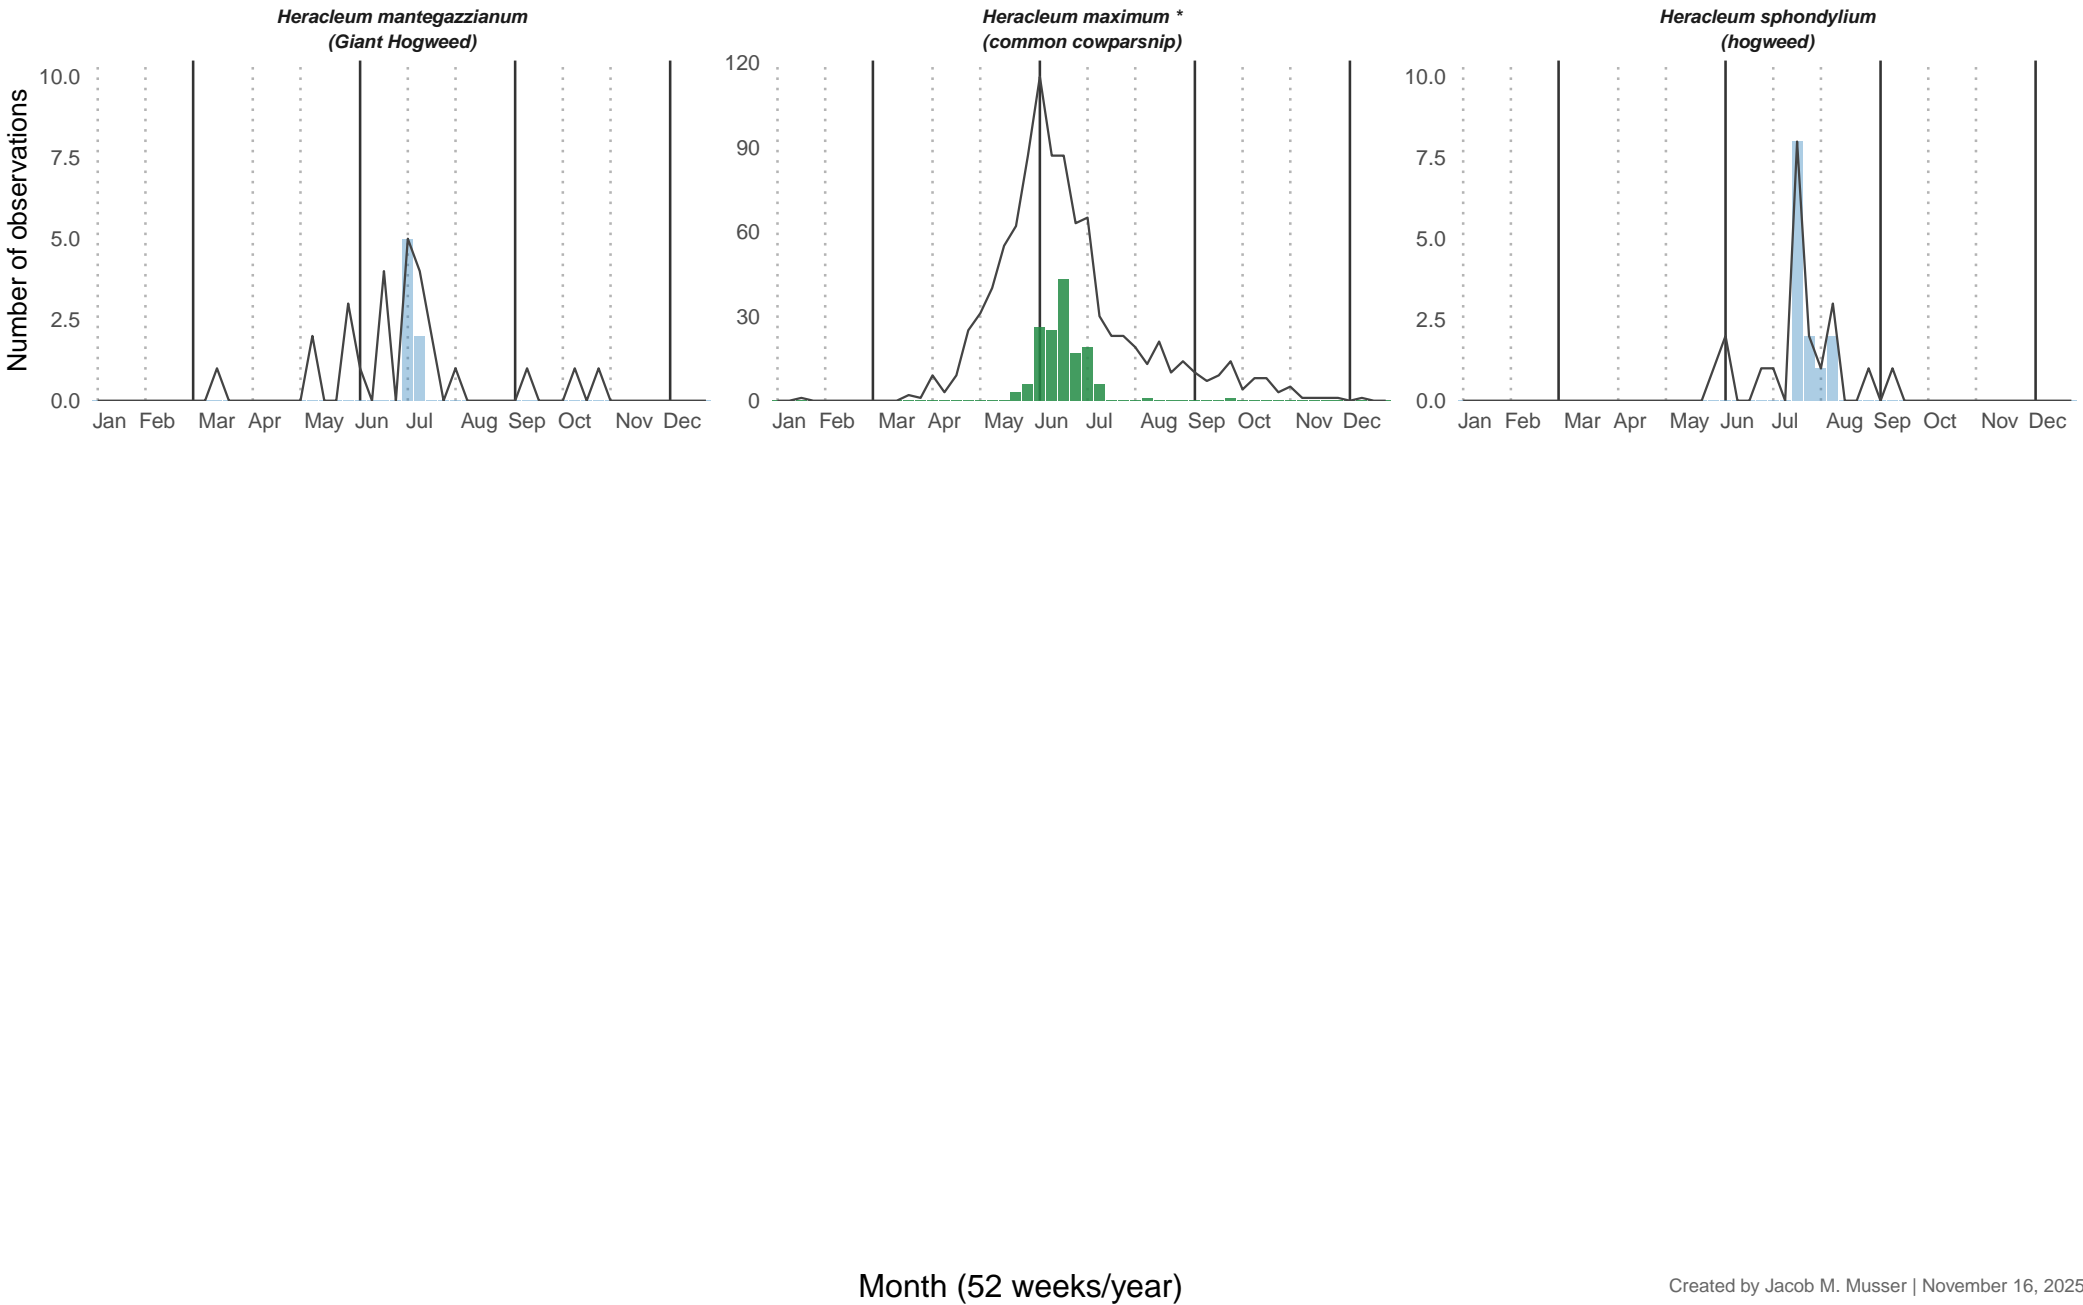 Heracleum mantegazzianum
(Giant Hogweed)
Heracleum maximum *
(common cowparsnip)
Heracleum sphondylium
(hogweed)
Number of observations
10.0
7.5
5.0
2.5
0.0
Jan Feb Mar Apr May Jun Jul Aug Sep Oct Nov Dec
120
90
60
30
0
Jan Feb Mar Apr May Jun Jul Aug Sep Oct Nov Dec
10.0
7.5
5.0
2.5
0.0
Jan Feb Mar Apr May Jun Jul Aug Sep Oct Nov Dec
Month (52 weeks/year)
Created by Jacob M. Musser | November 16, 2025